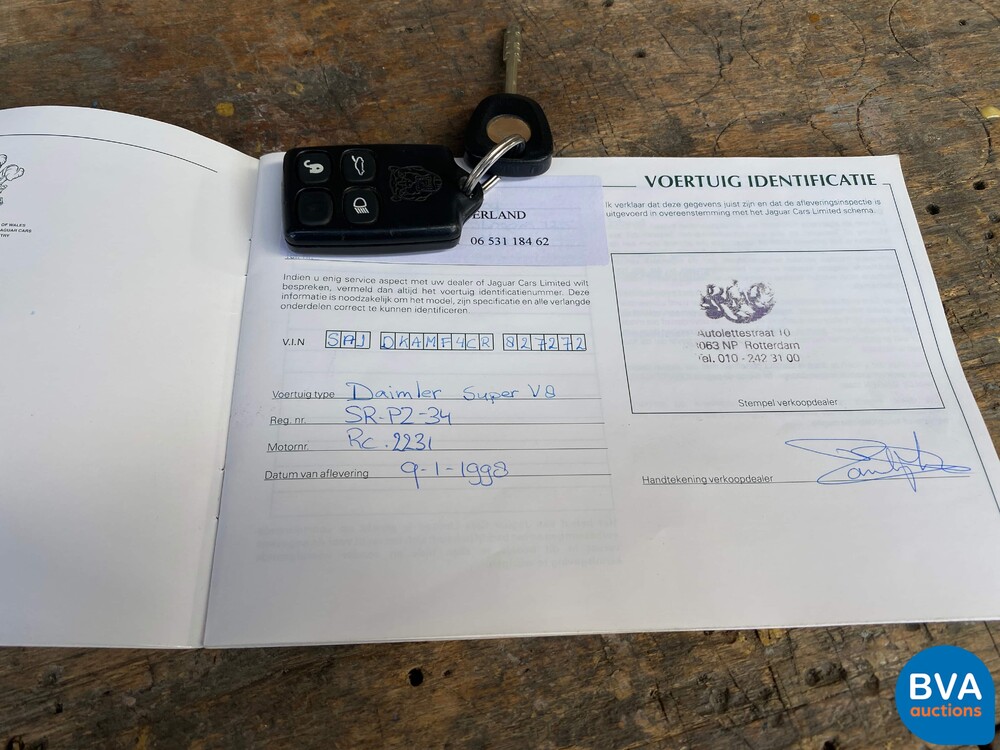 OF WALES
AGUAR CARS
TRY
ERLAND
06 531 184 62
Indien u enig service aspect met uw dealer of Jaguar Cars Limited wilt
bespreken, vermeld dan altijd het voertuig identificatienummer. Deze
informatie is noodzakelijk om het model, zijn specificatie en alle verlangde
onderdelen correct te kunnen identificeren.
V.I.N SAJ DKAMF4CR 827272
Voertuig type Daimler Super V8
Reg. nr. SR-PZ-34
Motornr. Rc.2231
Datum van aflevering 9-1-1998
VOERTUIG IDENTIFICATIE
Ik verklaar dat deze gegevens juist zijn en dat de afleveringsinspectie is
uitgevoerd in overeenstemming met het Jaguar Cars Limited schema.
Autolettestraat 10
3063 NP Rotterdam
Tel. 010 - 242 31 00
Stempel verkoopdealer
Handtekening verkoopdealer
BVA
auctions